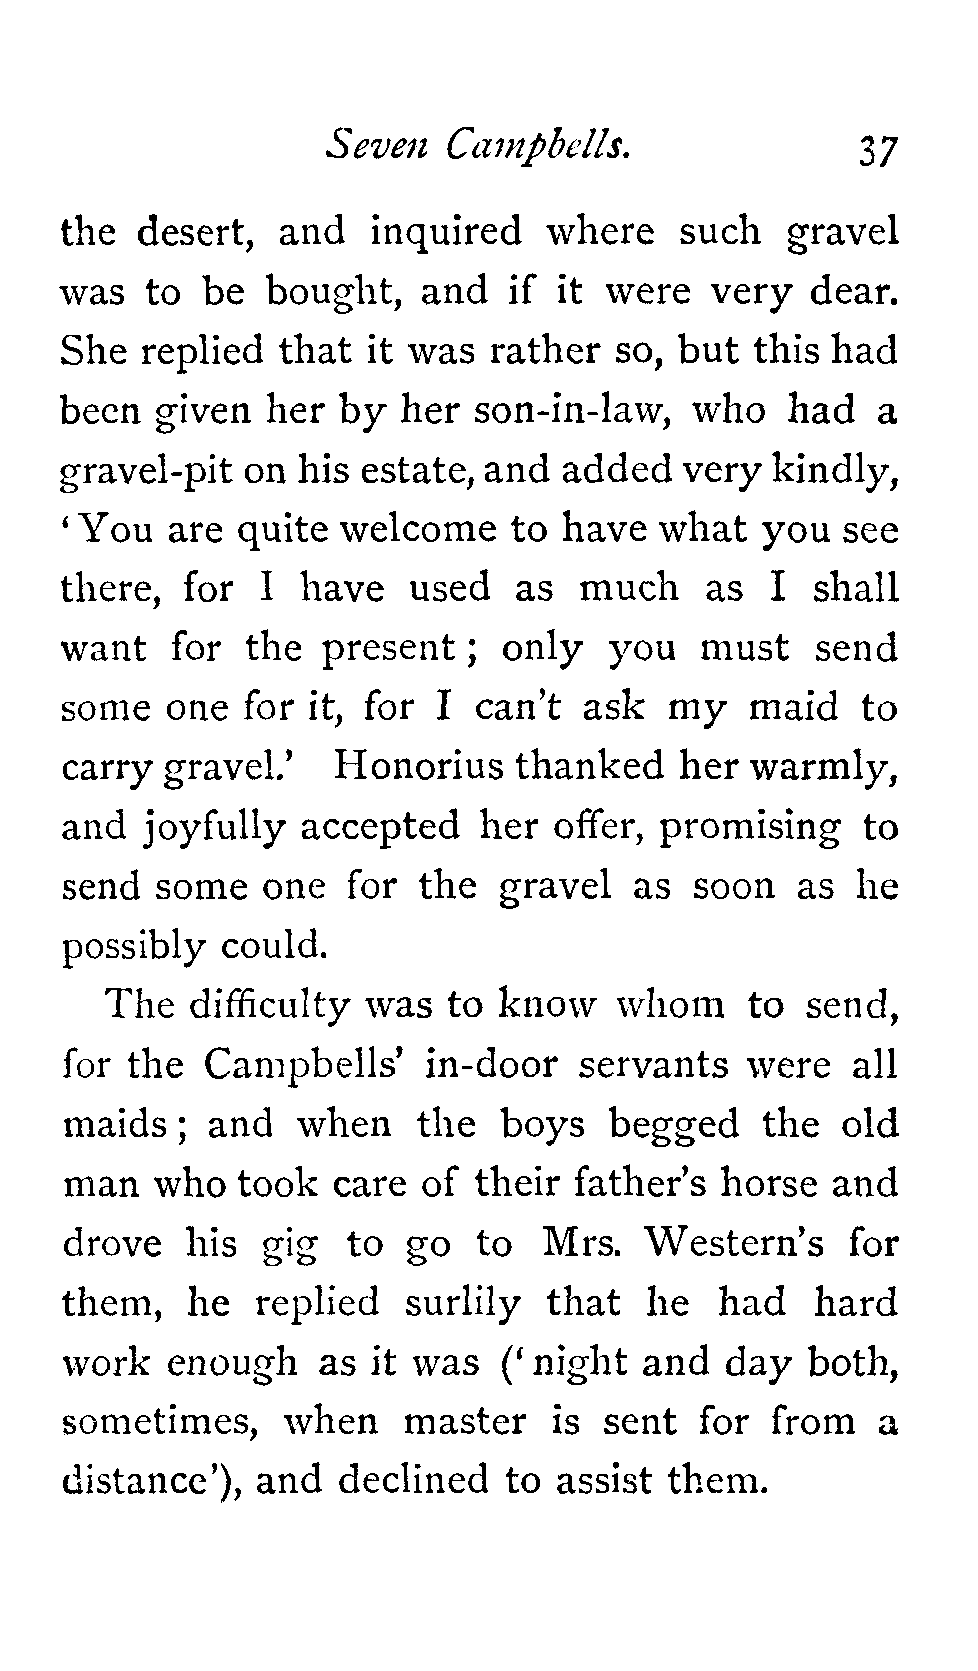 Seven Campbells. 37
the desert, and inquired where such gravel
was to be bought, and if it were very dear.
She replied that it was rather so, but this had
been given her by her son-in-law, who had a
gravel-pit on his estate, and added very kindly,
‘You are quite welcome to have what you see
there, for I have used as much as I shall
want for the present ; only you must send
some one for it, for I can’t ask my maid to
carry gravel.’ Honorius thanked her warmly,
and joyfully accepted her offer, promising to
send some one for the gravel as soon as he
possibly could.
The difficulty was to know whom to send,
for the Campbells’ in-door servants were all
maids ; and when the boys begged the old
man who took care of their father’s horse and
drove his gig to go to Mrs. Western’s for
them, he replied surlily that he had hard
work enough as it was (‘ night and day both,
sometimes, when master is sent for from a
distance’), and declined to assist them.